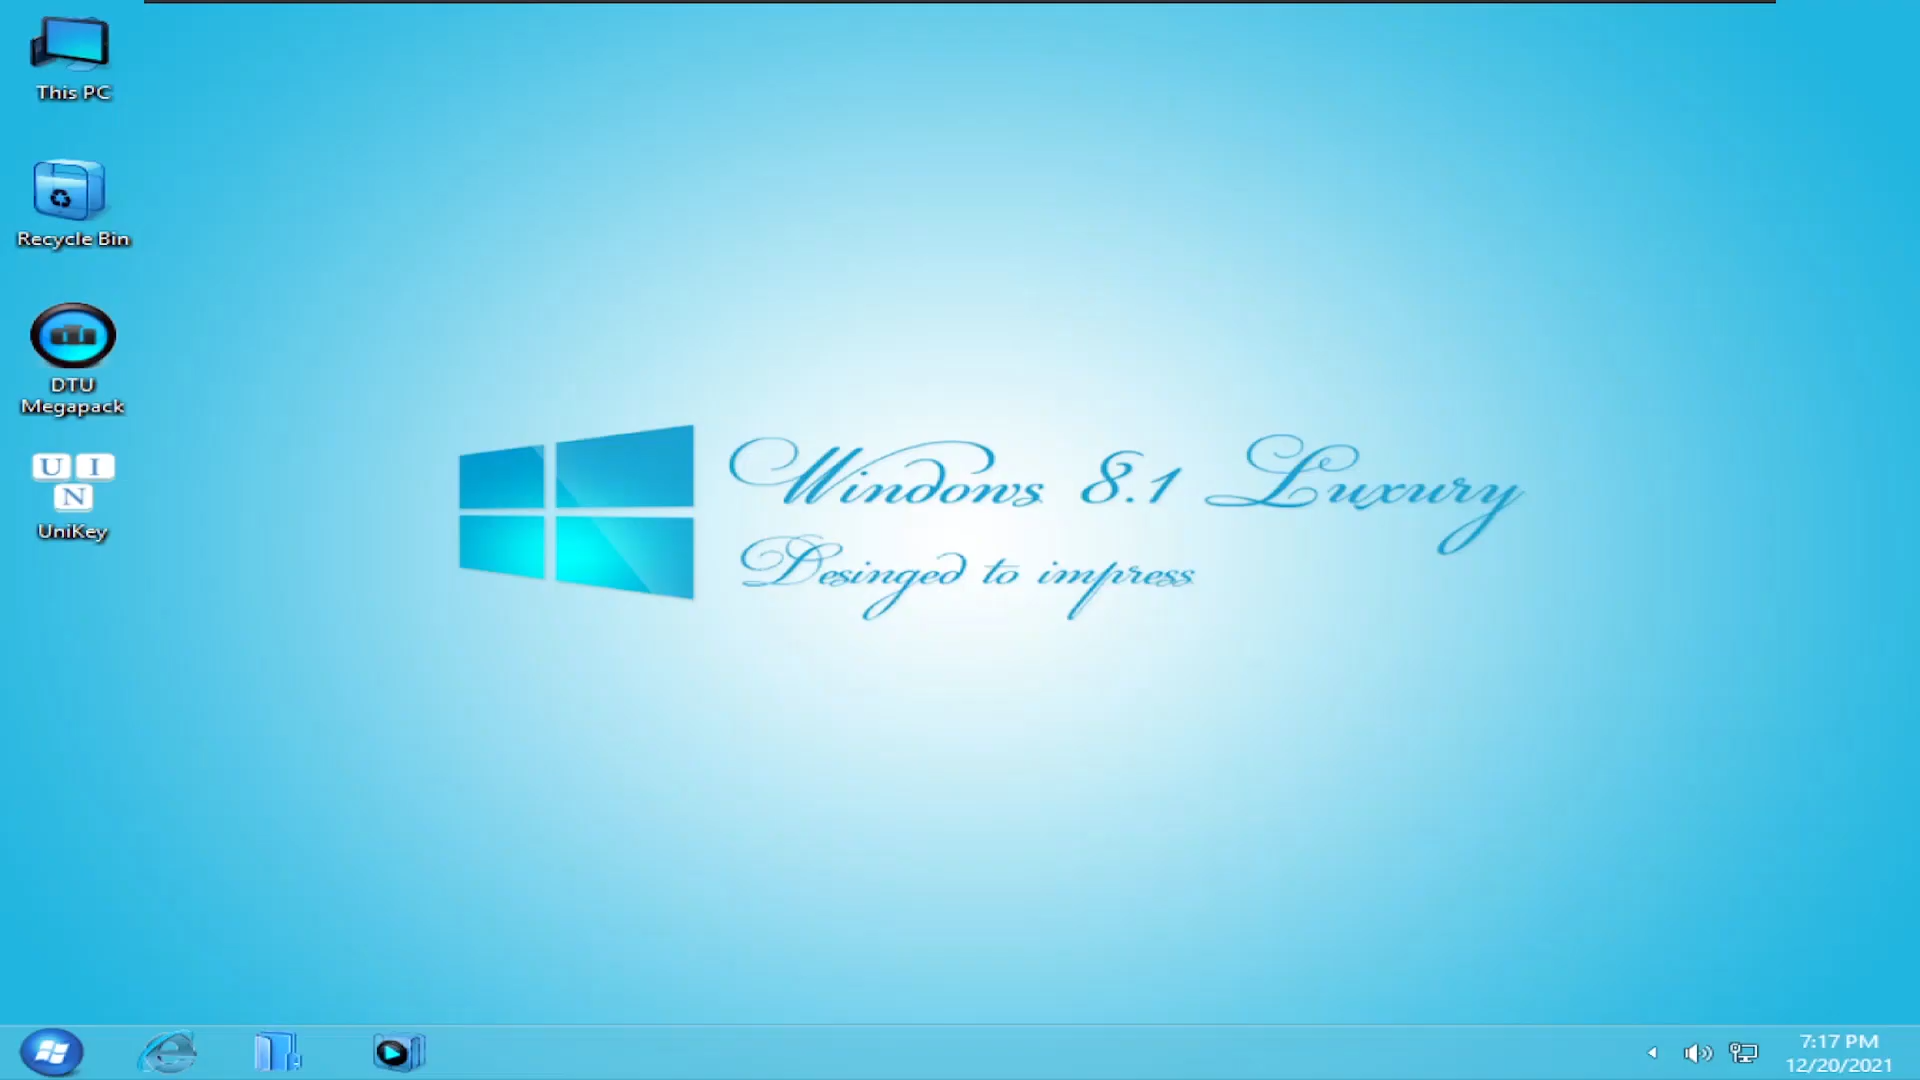 This PC
Recycle Bin
DTU
Megapack
U I
N
UniKey
Windows 8.1 Luxury
Desinged to impress
7:17 PM
12/20/2021